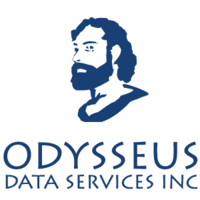 ODYSSEUS
DATA SERVICES INC